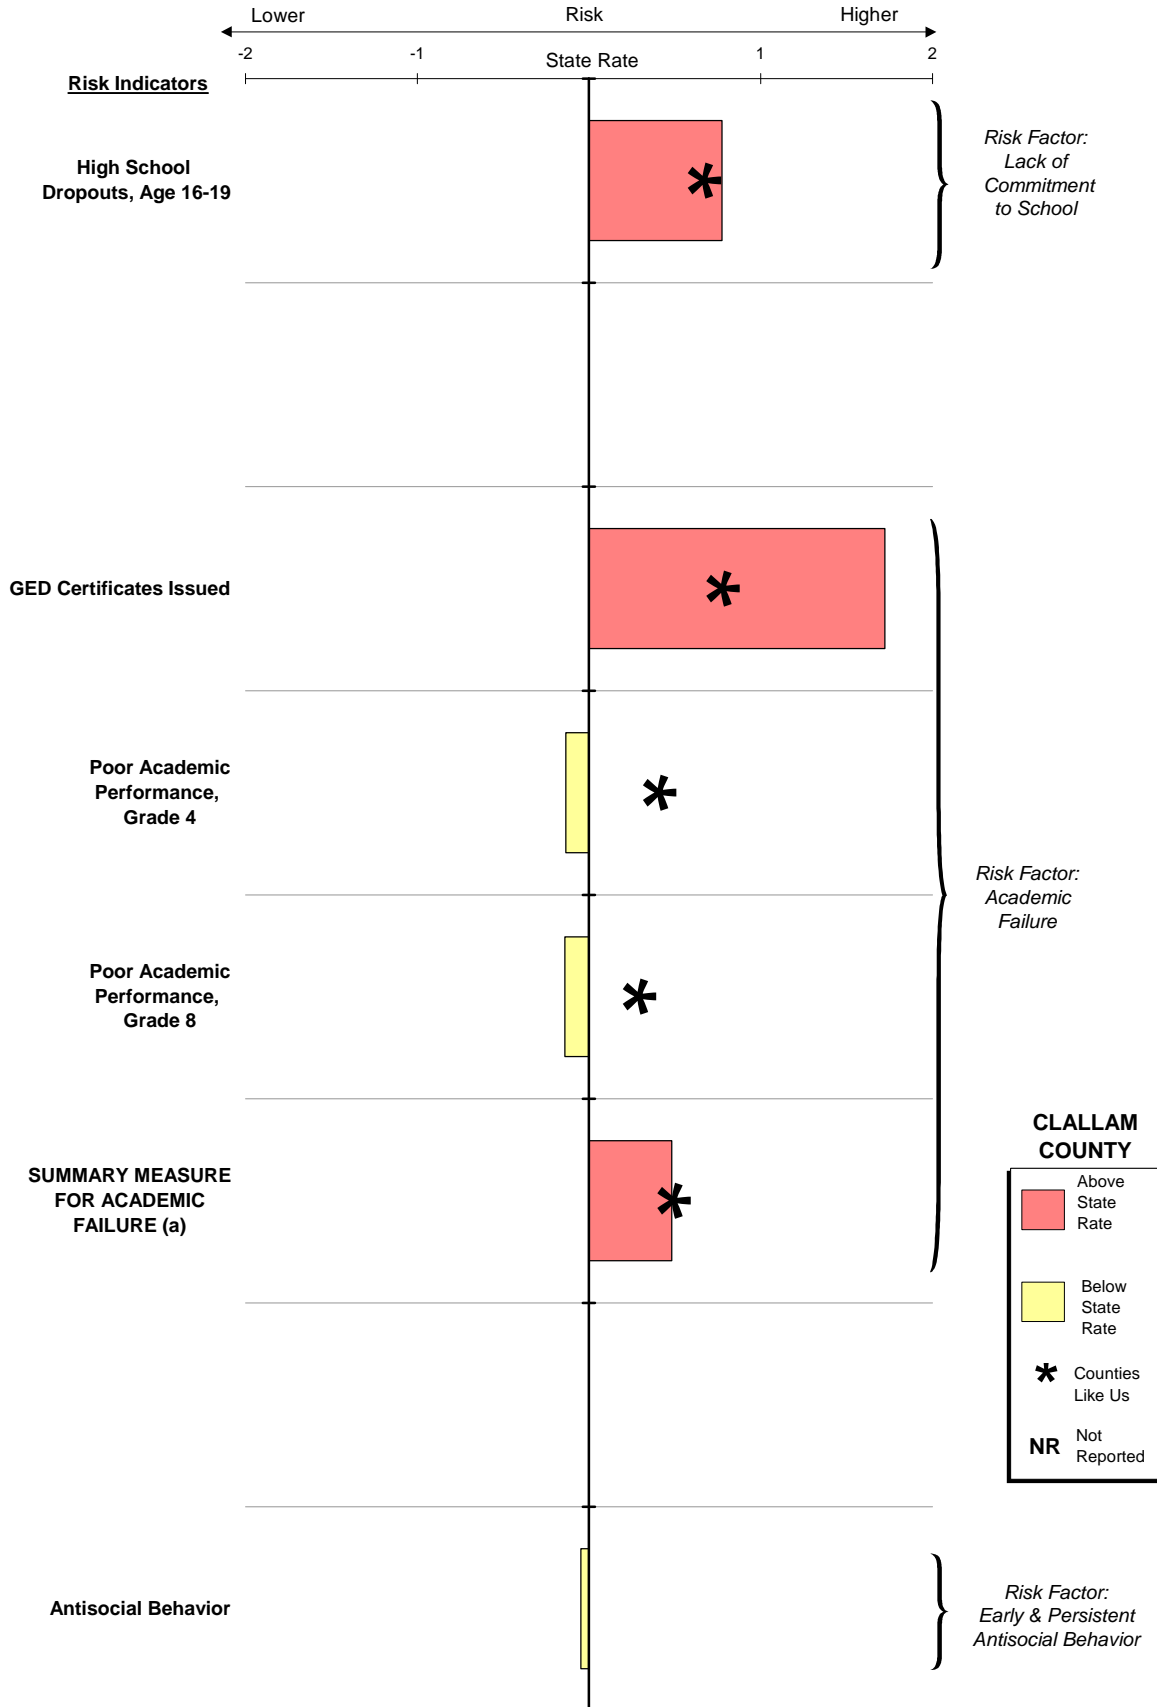 Lower Risk Higher
-2 -1 State Rate 1 2
Risk Indicators
High School
Dropouts, Age 16-19
*
Risk Factor:
Lack of
Commitment
to School
GED Certificates Issued
*
Poor Academic
Performance,
Grade 4
*
Poor Academic
Performance,
Grade 8
*
Risk Factor:
Academic
Failure
SUMMARY MEASURE
FOR ACADEMIC
FAILURE (a)
*
CLALLAM
COUNTY
Above
State
Rate
Below
State
Rate
* Counties
Like Us
NR Not
Reported
Antisocial Behavior
Risk Factor:
Early & Persistent
Antisocial Behavior